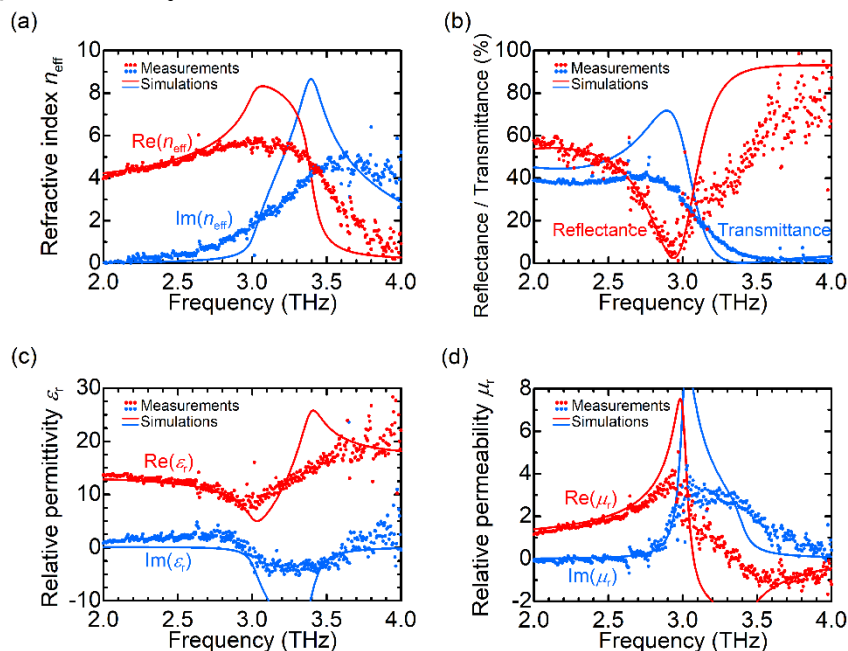 (a)
Refractive index n_eff
10
8
6
4
2
0
Measurements
Simulations
Re(n_eff)
Im(n_eff)
2.0 2.5 3.0 3.5 4.0
Frequency (THz)
(b)
Reflectance / Transmittance (%)
100
80
60
40
20
0
Measurements
Simulations
Reflectance
Transmittance
2.0 2.5 3.0 3.5 4.0
Frequency (THz)
(c)
Relative permittivity ε_r
30
20
10
0
-10
Measurements
Simulations
Re(ε_r)
Im(ε_r)
2.0 2.5 3.0 3.5 4.0
Frequency (THz)
(d)
Relative permeability μ_r
8
6
4
2
0
-2
Measurements
Simulations
Re(μ_r)
Im(μ_r)
2.0 2.5 3.0 3.5 4.0
Frequency (THz)